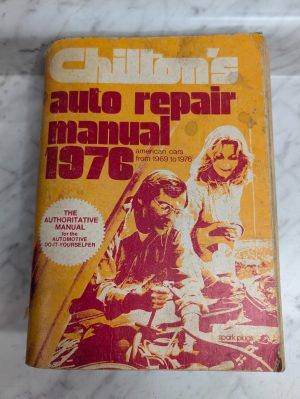 Chilton's
auto repair
manual
1976
american cars
from 1969 to 1976
THE
AUTHORITATIVE
MANUAL
for the
AUTOMOTIVE
DO-IT-YOURSELFER
spark plugs